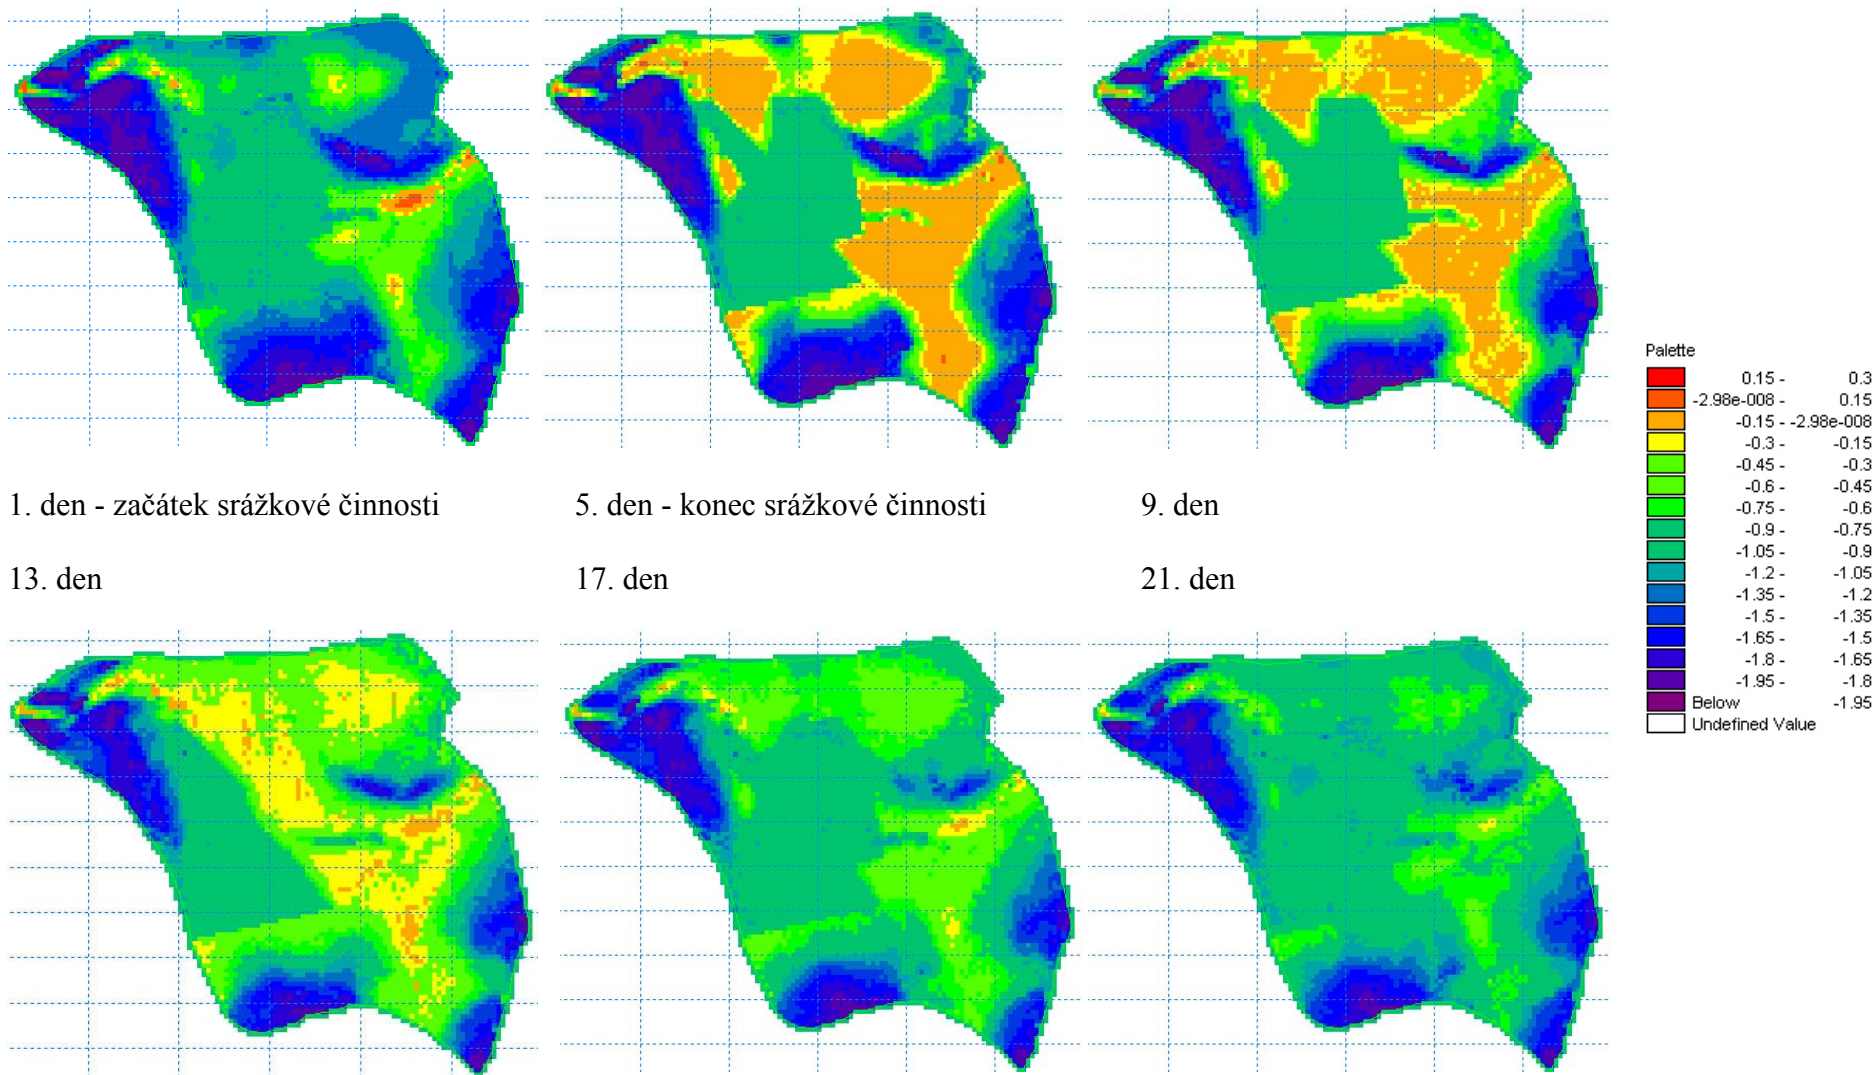 1. den - začátek srážkové činnosti
5. den - konec srážkové činnosti
9. den
13. den
17. den
21. den
Palette
0.15 - 0.3
-2.98e-008 - 0.15
-0.15 - -2.98e-008
-0.3 - -0.15
-0.45 - -0.3
-0.6 - -0.45
-0.75 - -0.6
-0.9 - -0.75
-1.05 - -0.9
-1.2 - -1.05
-1.35 - -1.2
-1.5 - -1.35
-1.65 - -1.5
-1.8 - -1.65
-1.95 - -1.8
Below -1.95
Undefined Value